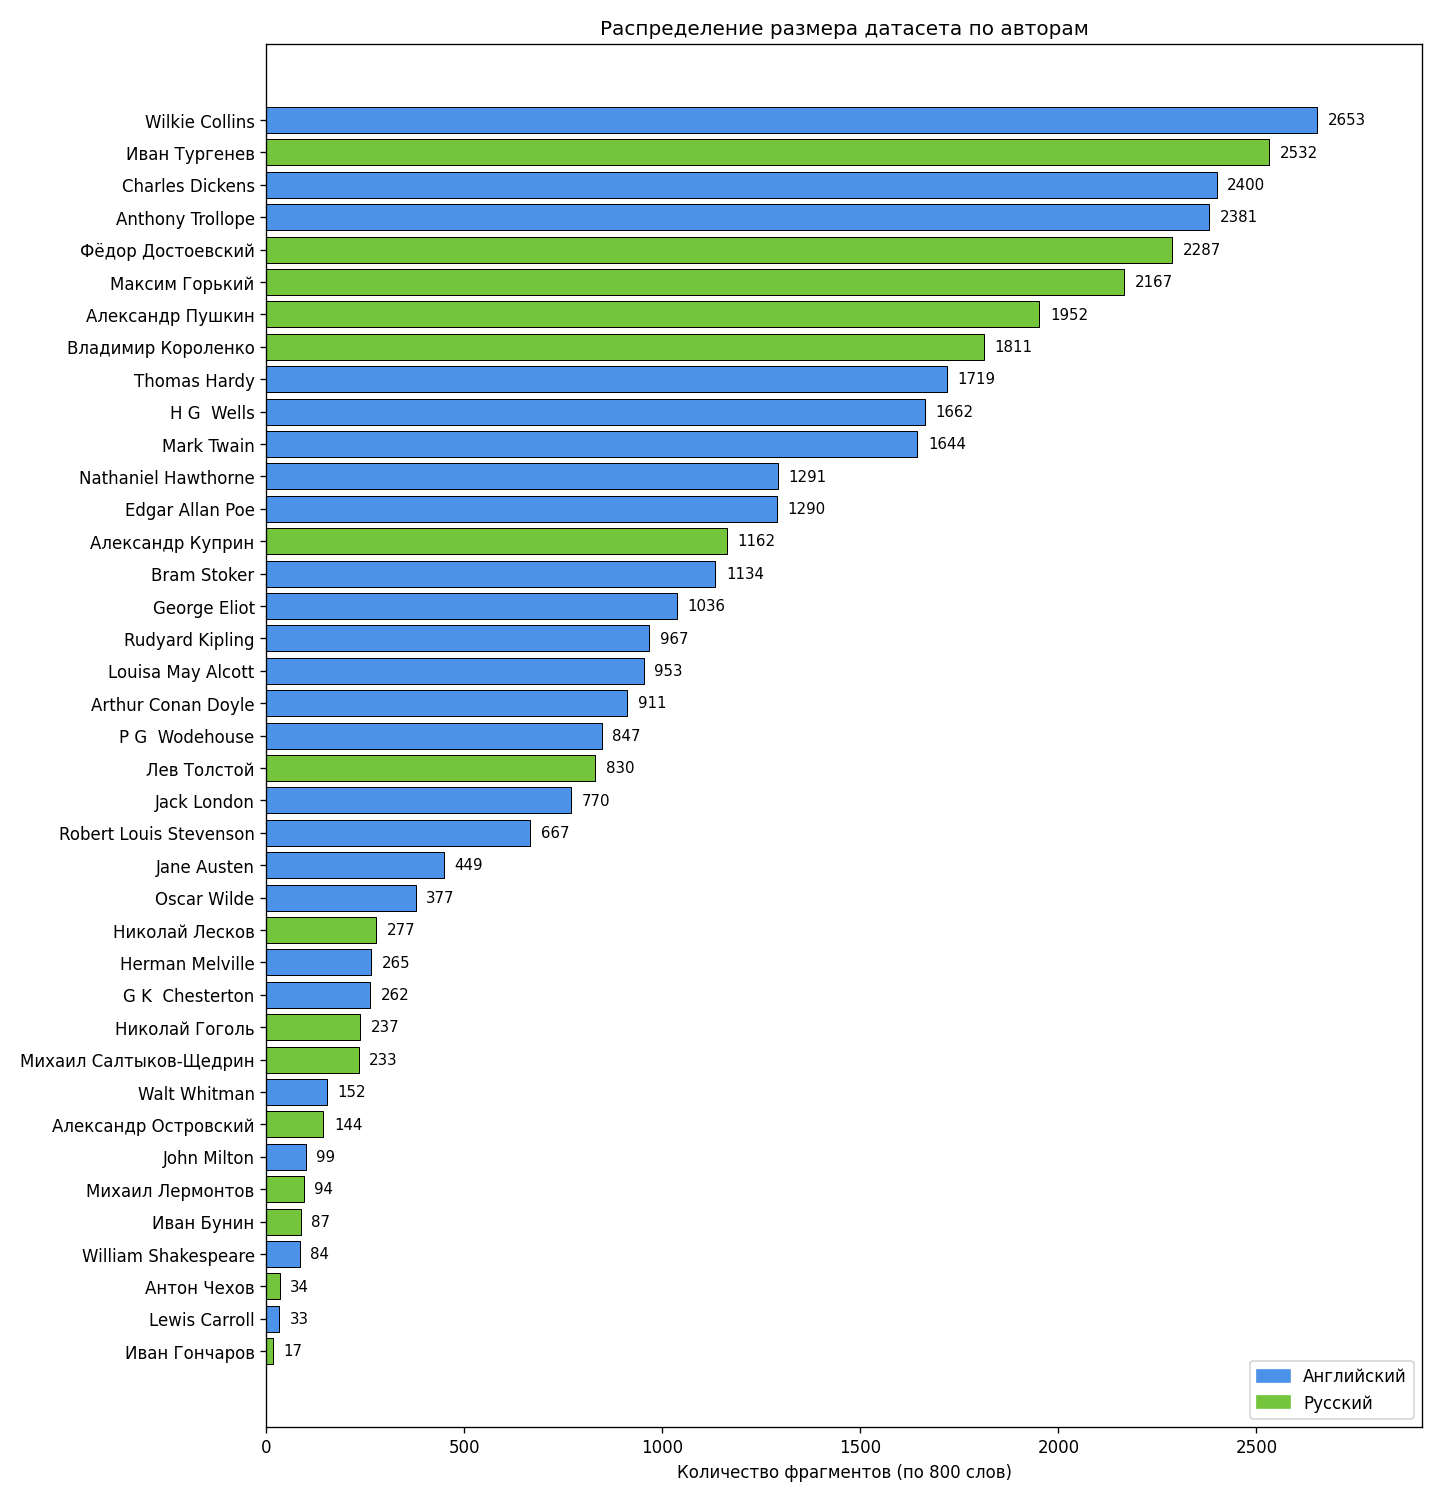 Распределение размера датасета по авторам
Wilkie Collins 2653
Иван Тургенев 2532
Charles Dickens 2400
Anthony Trollope 2381
Фёдор Достоевский 2287
Максим Горький 2167
Александр Пушкин 1952
Владимир Короленко 1811
Thomas Hardy 1719
H G  Wells 1662
Mark Twain 1644
Nathaniel Hawthorne 1291
Edgar Allan Poe 1290
Александр Куприн 1162
Bram Stoker 1134
George Eliot 1036
Rudyard Kipling 967
Louisa May Alcott 953
Arthur Conan Doyle 911
P G  Wodehouse 847
Лев Толстой 830
Jack London 770
Robert Louis Stevenson 667
Jane Austen 449
Oscar Wilde 377
Николай Лесков 277
Herman Melville 265
G K  Chesterton 262
Николай Гоголь 237
Михаил Салтыков-Щедрин 233
Walt Whitman 152
Александр Островский 144
John Milton 99
Михаил Лермонтов 94
Иван Бунин 87
William Shakespeare 84
Антон Чехов 34
Lewis Carroll 33
Иван Гончаров 17
Английский
Русский
0 500 1000 1500 2000 2500
Количество фрагментов (по 800 слов)